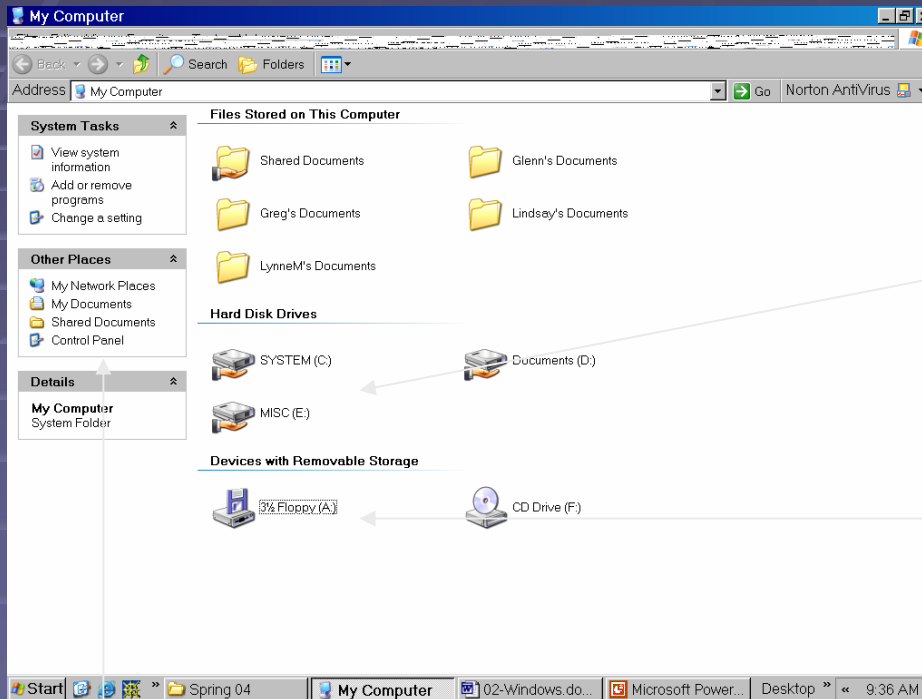 My Computer
Back Search Folders
Address My Computer Go Norton AntiVirus
System Tasks
View system
information
Add or remove
programs
Change a setting
Other Places
My Network Places
My Documents
Shared Documents
Control Panel
Details
My Computer
System Folder
Files Stored on This Computer
Shared Documents Glenn's Documents
Greg's Documents Lindsay's Documents
LynneM's Documents
Hard Disk Drives
SYSTEM (C:) Documents (D:)
MISC (E:)
Devices with Removable Storage
3½ Floppy (A:) CD Drive (F:)
Start » Spring 04 My Computer 02-Windows.do... Microsoft Power... Desktop » « 9:36 AM